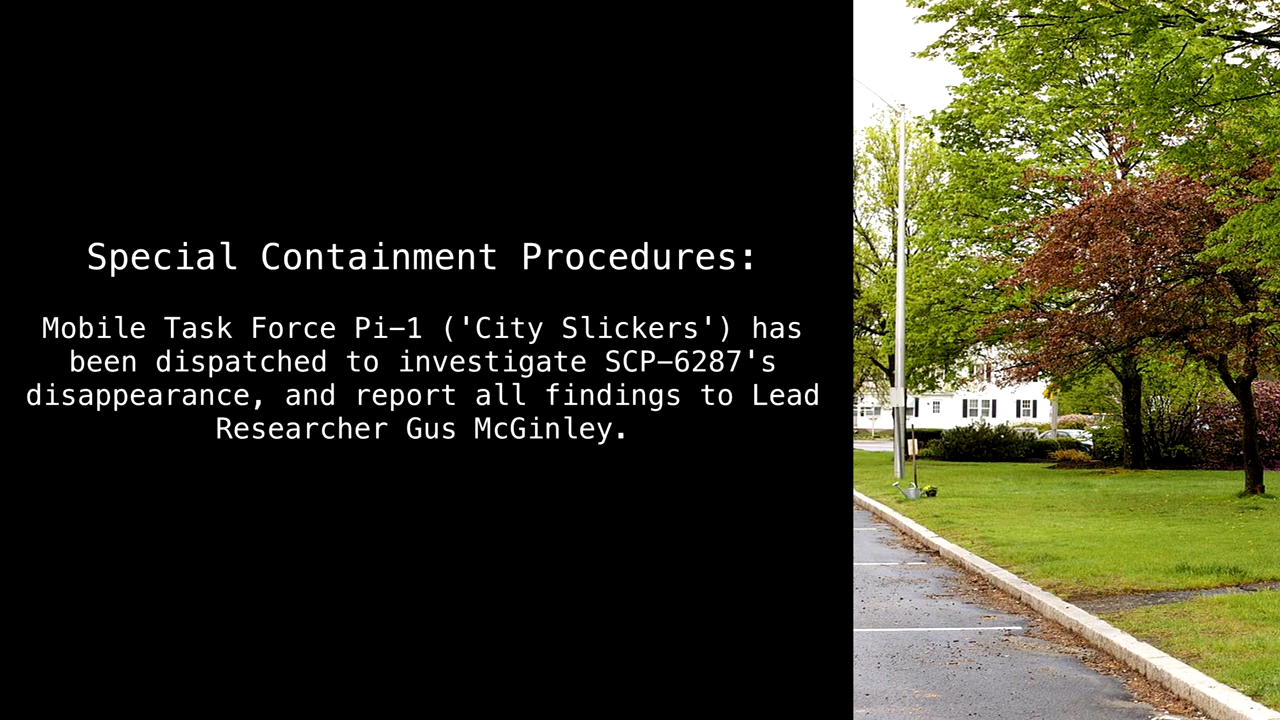 Special Containment Procedures:
Mobile Task Force Pi-1 ('City Slickers') has
been dispatched to investigate SCP-6287's
disappearance, and report all findings to Lead
Researcher Gus McGinley.